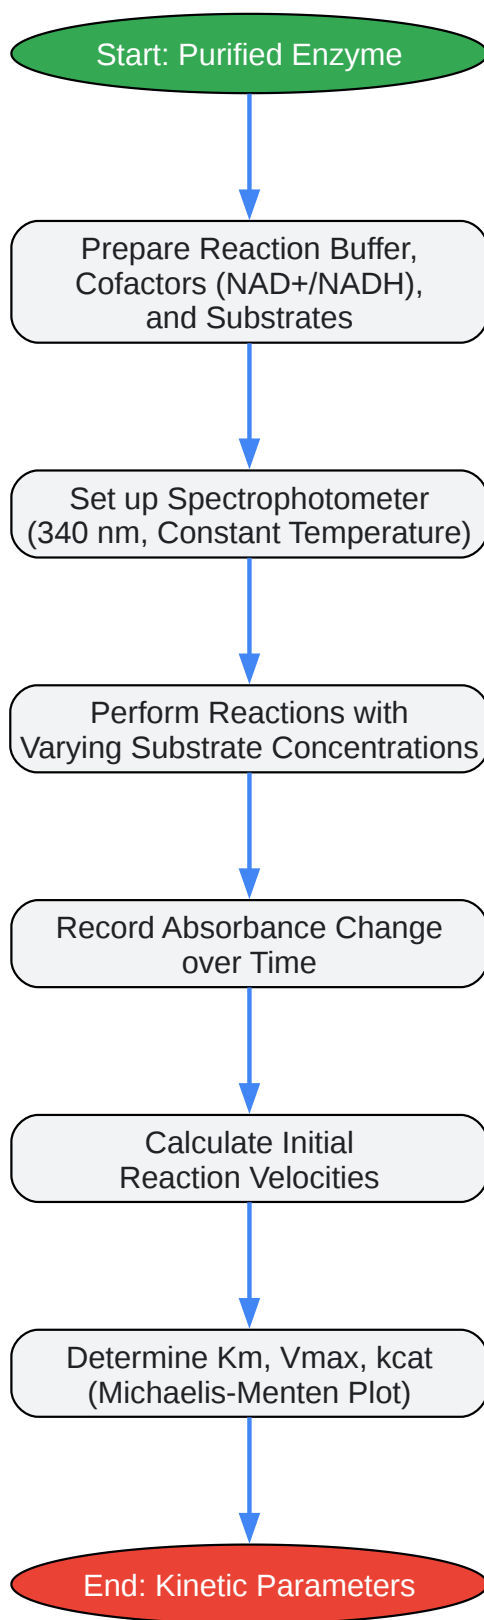 Start: Purified Enzyme
Prepare Reaction Buffer,
Cofactors (NAD+/NADH),
and Substrates
Set up Spectrophotometer
(340 nm, Constant Temperature)
Perform Reactions with
Varying Substrate Concentrations
Record Absorbance Change
over Time
Calculate Initial
Reaction Velocities
Determine Km, Vmax, kcat
(Michaelis-Menten Plot)
End: Kinetic Parameters